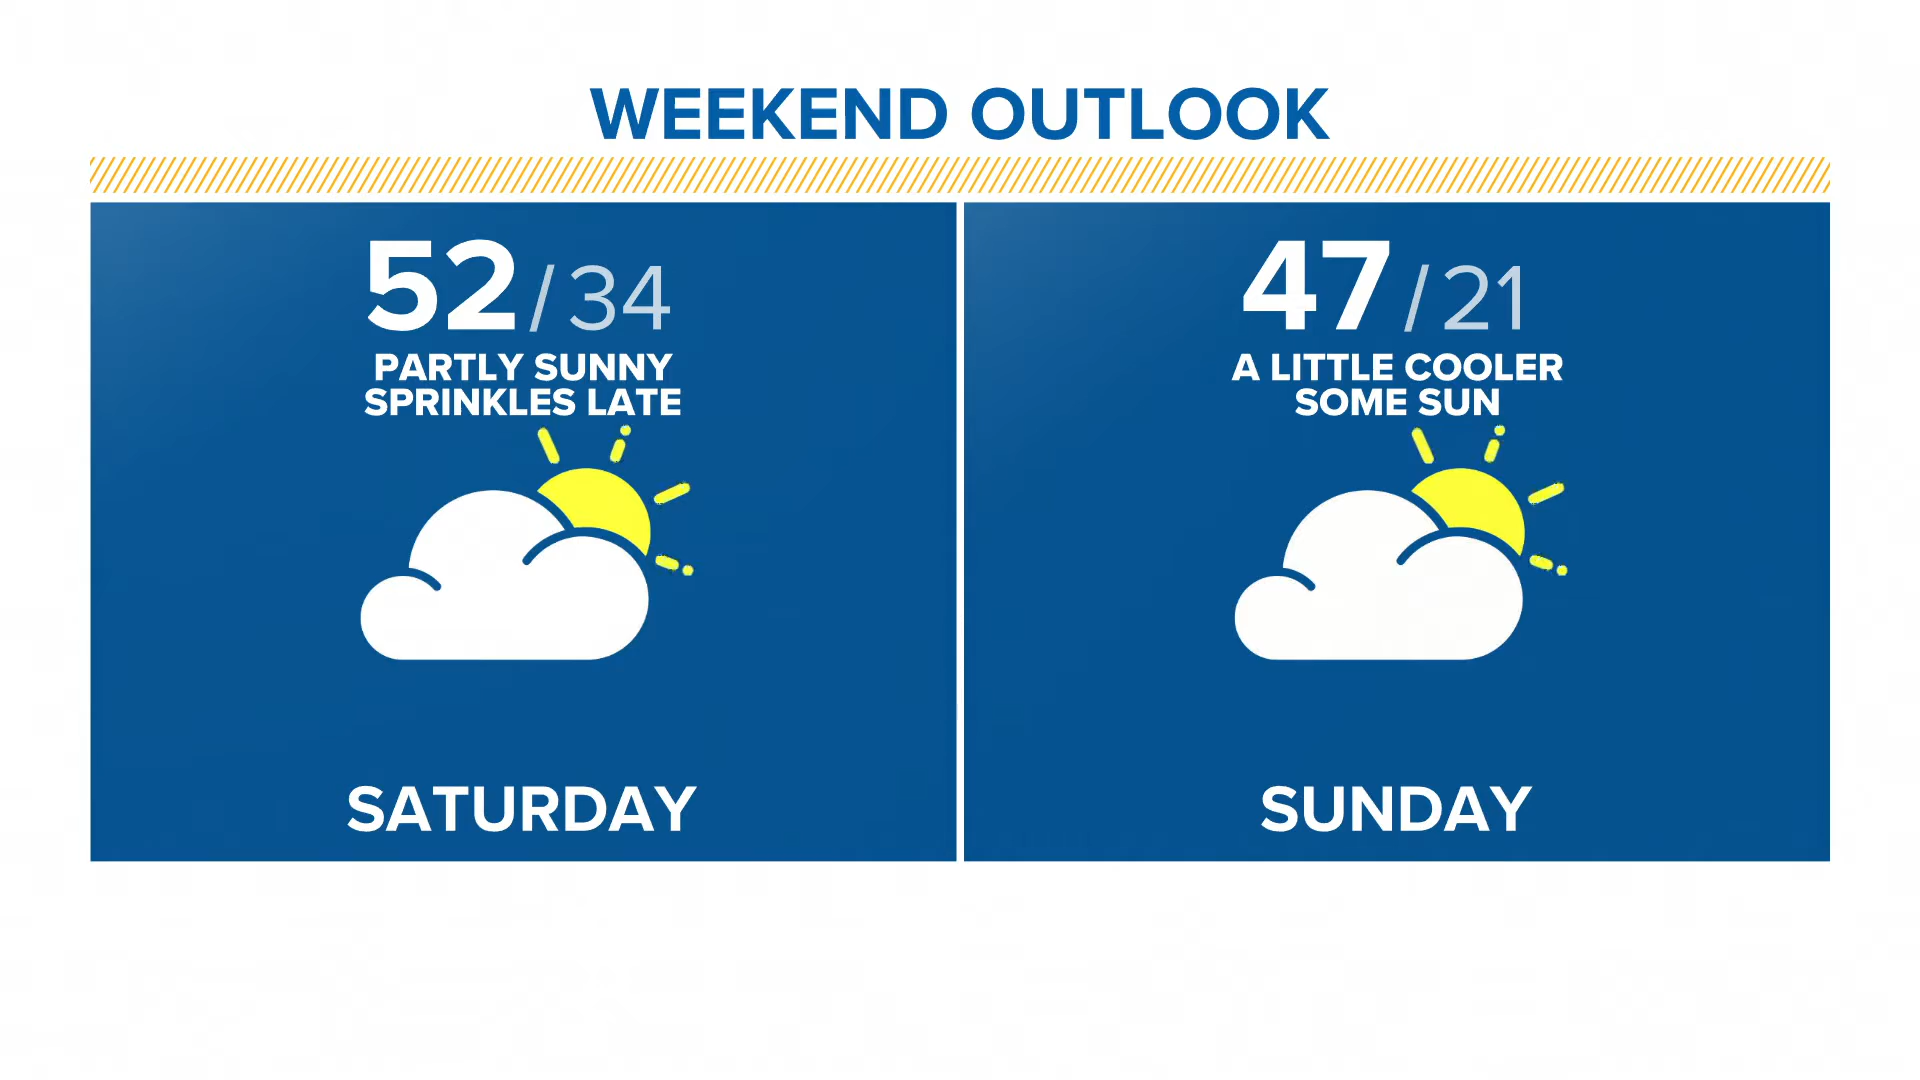 WEEKEND OUTLOOK
52/34
PARTLY SUNNY
SPRINKLES LATE
SATURDAY
47/21
A LITTLE COOLER
SOME SUN
SUNDAY